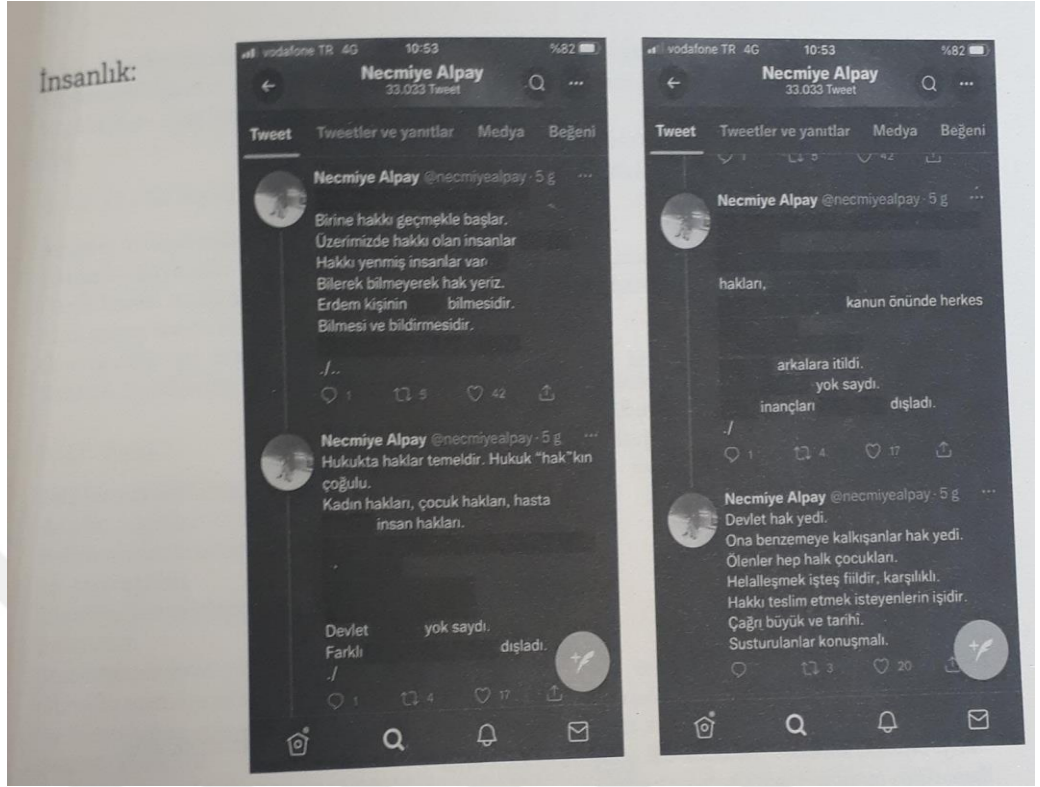 İnsanlık:
vodafone TR 4G 10:53 %82
Necmiye Alpay
33.033 Tweet
Tweet Tweetler ve yanıtlar Medya Beğeni
Necmiye Alpay @necmiyealpay · 5 g
Birine hakkı geçmekle başlar.
Üzerimizde hakkı olan insanlar
Hakkı yenmiş insanlar var
Bilerek bilmeyerek hak yeriz.
Erdem kişinin bilmesidir.
Bilmesi ve bildirmesidir.
./..
1 5 42
Necmiye Alpay @necmiyealpay · 5 g
Hukukta haklar temeldir. Hukuk "hak"kın
çoğulu.
Kadın hakları, çocuk hakları, hasta
insan hakları.
Devlet yok saydı.
Farklı dışladı.
./
1 4 17
vodafone TR 4G 10:53 %82
Necmiye Alpay
33.033 Tweet
Tweet Tweetler ve yanıtlar Medya Beğeni
1 5 42
Necmiye Alpay @necmiyealpay · 5 g
hakları,
kanun önünde herkes
arkalara itildi.
yok saydı.
inançları dışladı.
./
1 4 17
Necmiye Alpay @necmiyealpay · 5 g
Devlet hak yedi.
Ona benzemeye kalkışanlar hak yedi.
Ölenler hep halk çocukları.
Helalleşmek işteş fiildir, karşılıklı.
Hakkı teslim etmek isteyenlerin işidir.
Çağrı büyük ve tarihî.
Susturulanlar konuşmalı.
3 20